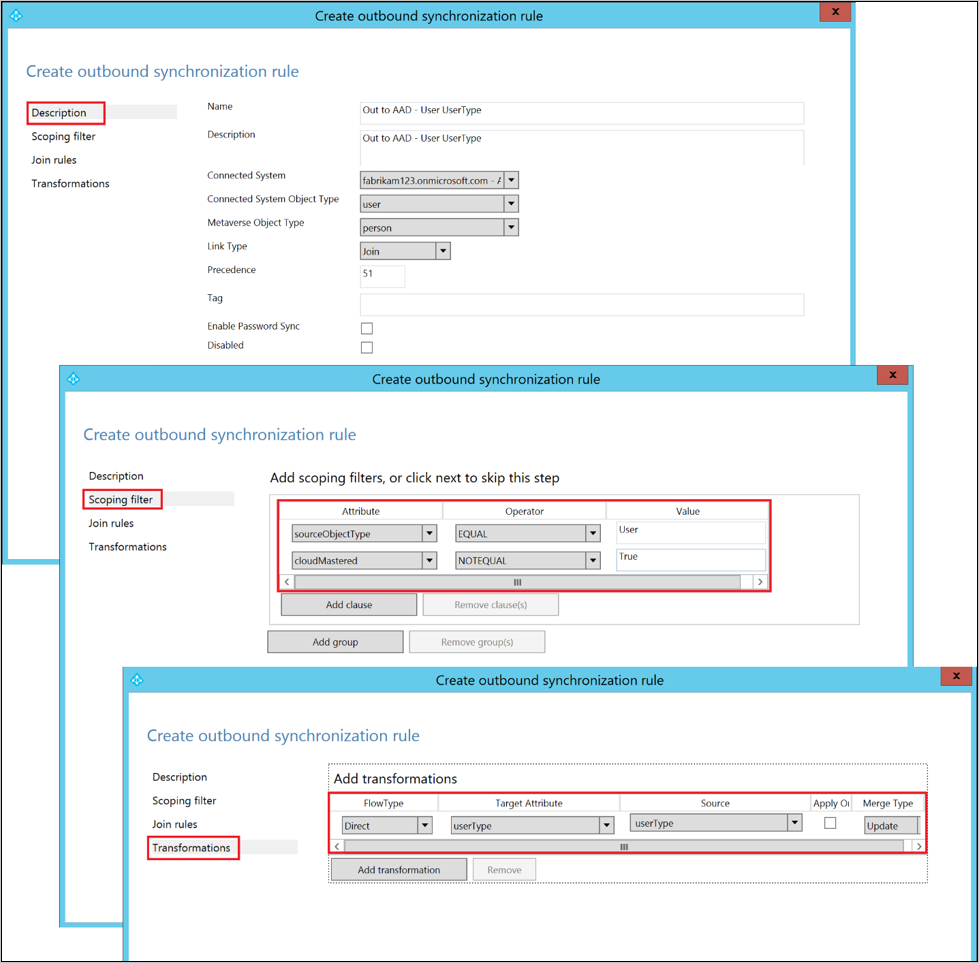 Create outbound synchronization rule
x
Create outbound synchronization rule
Description
Scoping filter
Join rules
Transformations
Name
Out to AAD - User UserType
Description
Out to AAD - User UserType
Connected System
fabrikam123.onmicrosoft.com - A
Connected System Object Type
user
Metaverse Object Type
person
Link Type
Join
Precedence
51
Tag
Enable Password Sync
Disabled
Create outbound synchronization rule
x
Create outbound synchronization rule
Description
Scoping filter
Join rules
Transformations
Add scoping filters, or click next to skip this step
Attribute Operator Value
sourceObjectType EQUAL User
cloudMastered NOTEQUAL True
Add clause Remove clause(s)
Add group Remove group(s)
Create outbound synchronization rule
x
Create outbound synchronization rule
Description
Scoping filter
Join rules
Transformations
Add transformations
FlowType Target Attribute Source Apply Merge Type
Direct userType userType Update
Add transformation Remove